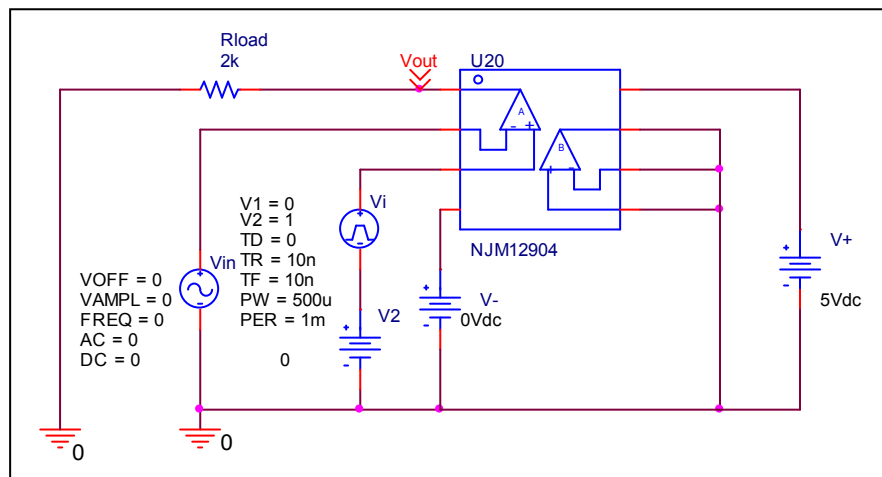 Rload
2k
Vout
U20
A
- +
B
+ -
NJM12904
V1 = 0
V2 = 1
TD = 0
TR = 10n
TF = 10n
PW = 500u
PER = 1m
Vi
+
-
Vin
+
-
VOFF = 0
VAMPL = 0
FREQ = 0
AC = 0
DC = 0
V2
+
-
0
V-
+
-
0Vdc
V+
+
-
5Vdc
0
0